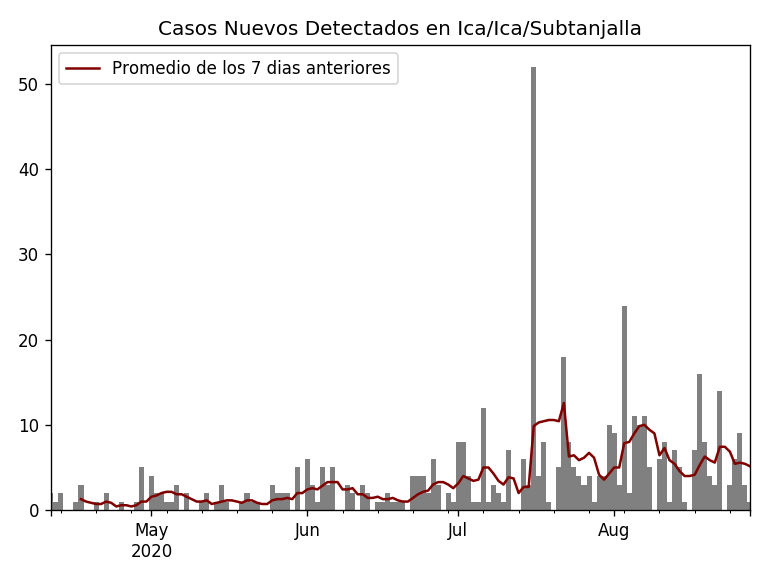 Casos Nuevos Detectados en Ica/Ica/Subtanjalla
Promedio de los 7 dias anteriores
50
40
30
20
10
0
May Jun Jul Aug
2020